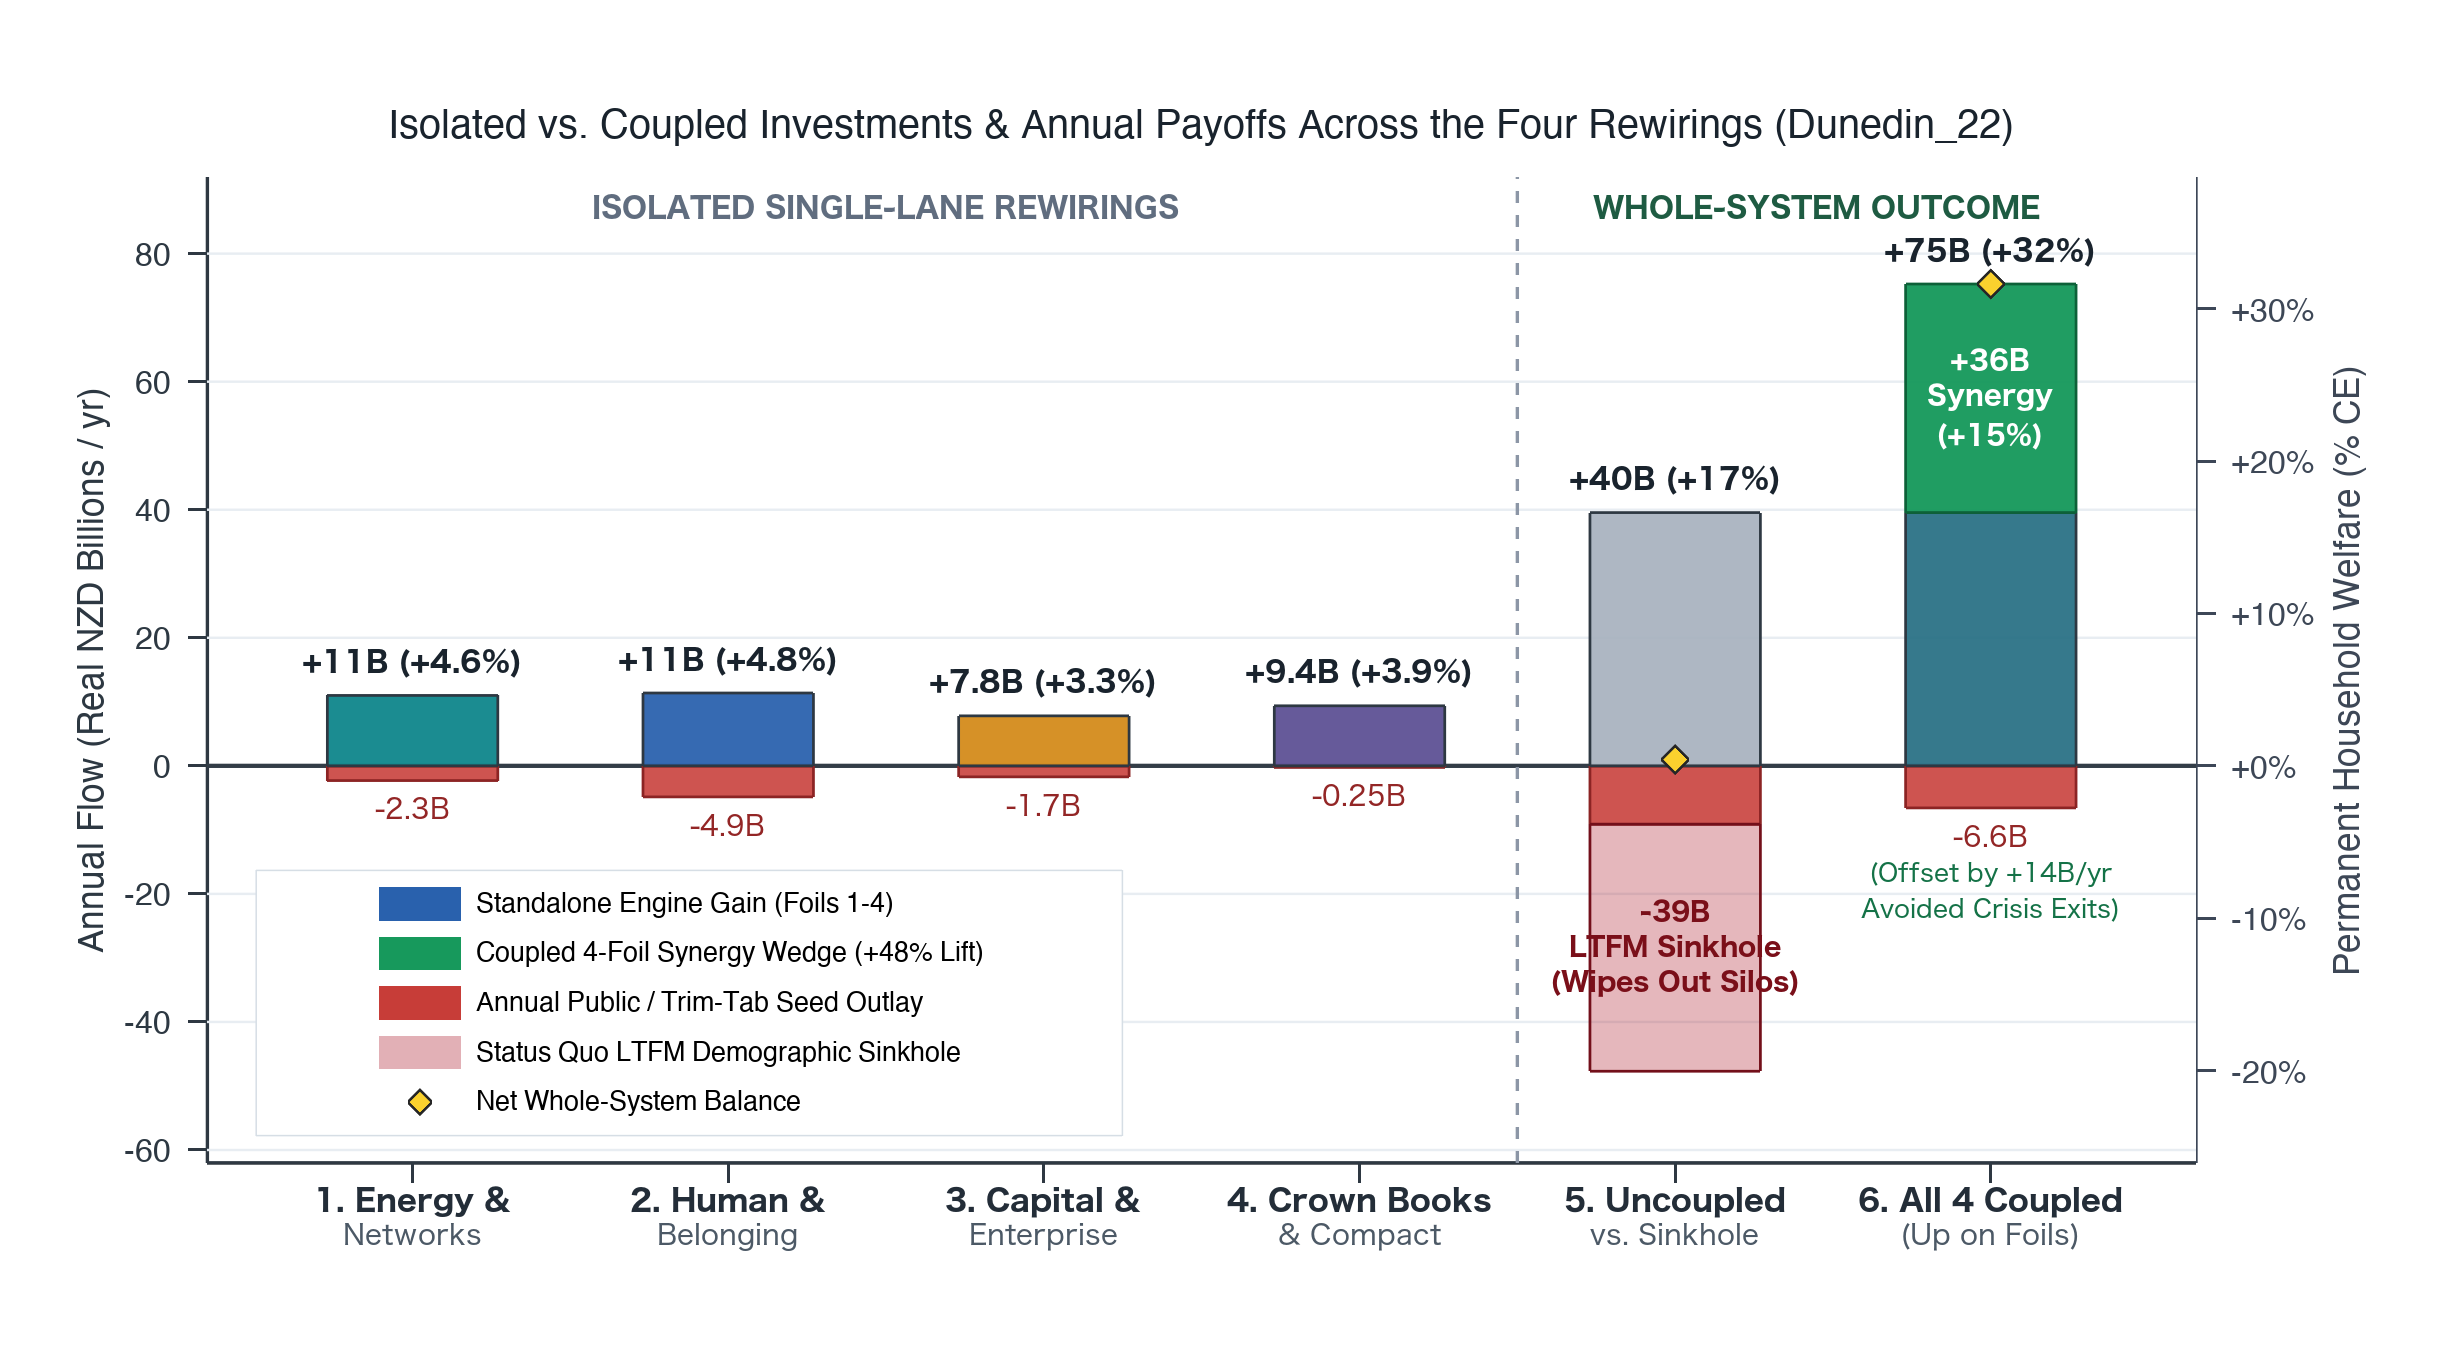 Isolated vs. Coupled Investments & Annual Payoffs Across the Four Rewirings (Dunedin_22)
ISOLATED SINGLE-LANE REWIRINGS
WHOLE-SYSTEM OUTCOME
Annual Flow (Real NZD Billions / yr)
80
60
40
20
0
-20
-40
-60
+11B (+4.6%)
-2.3B
+11B (+4.8%)
-4.9B
+7.8B (+3.3%)
-1.7B
+9.4B (+3.9%)
-0.25B
+40B (+17%)
-39B
LTFM Sinkhole
(Wipes Out Silos)
+75B (+32%)
+36B
Synergy
(+15%)
-6.6B
(Offset by +14B/yr
Avoided Crisis Exits)
+30%
+20%
+10%
+0%
-10%
-20%
Permanent Household Welfare (% CE)
Standalone Engine Gain (Foils 1-4)
Coupled 4-Foil Synergy Wedge (+48% Lift)
Annual Public / Trim-Tab Seed Outlay
Status Quo LTFM Demographic Sinkhole
Net Whole-System Balance
1. Energy &
Networks
2. Human &
Belonging
3. Capital &
Enterprise
4. Crown Books
& Compact
5. Uncoupled
vs. Sinkhole
6. All 4 Coupled
(Up on Foils)